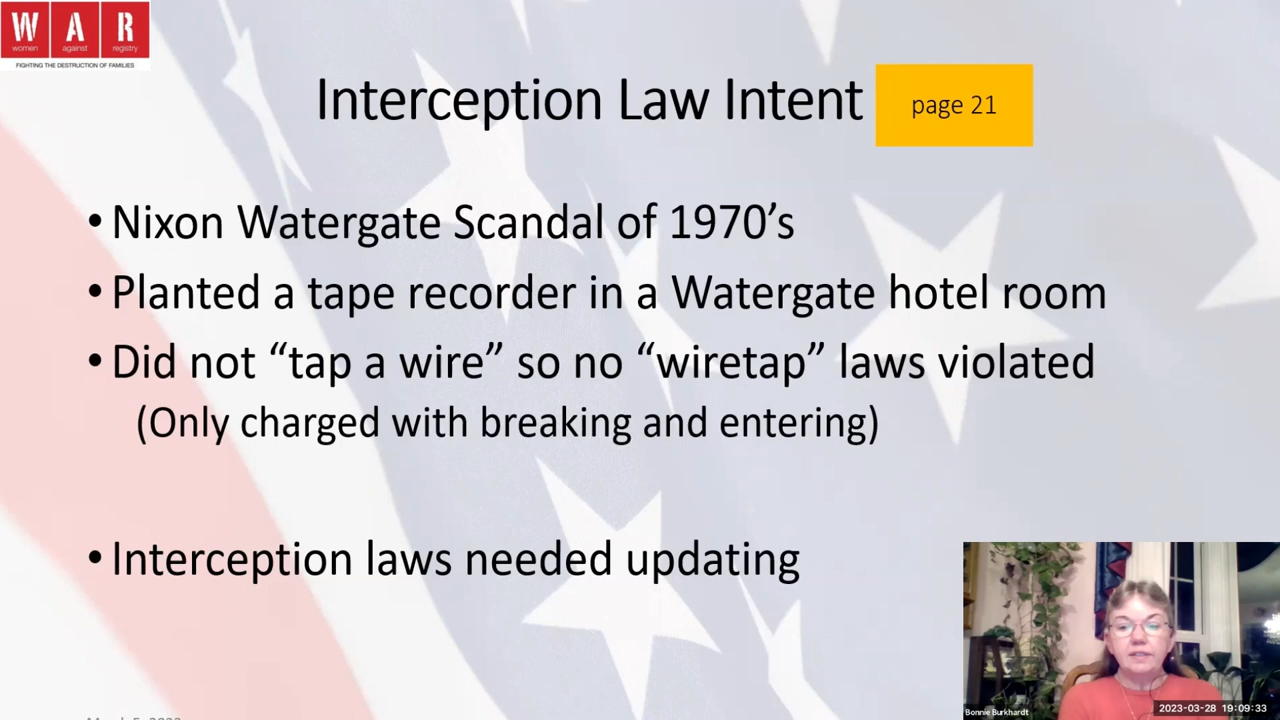 W A R
women against registry
FIGHTING THE DESTRUCTION OF FAMILIES
Interception Law Intent
page 21
• Nixon Watergate Scandal of 1970’s
• Planted a tape recorder in a Watergate hotel room
• Did not “tap a wire” so no “wiretap” laws violated
(Only charged with breaking and entering)
• Interception laws needed updating
Bonnie Burkhardt
2023-03-28 19:09:33